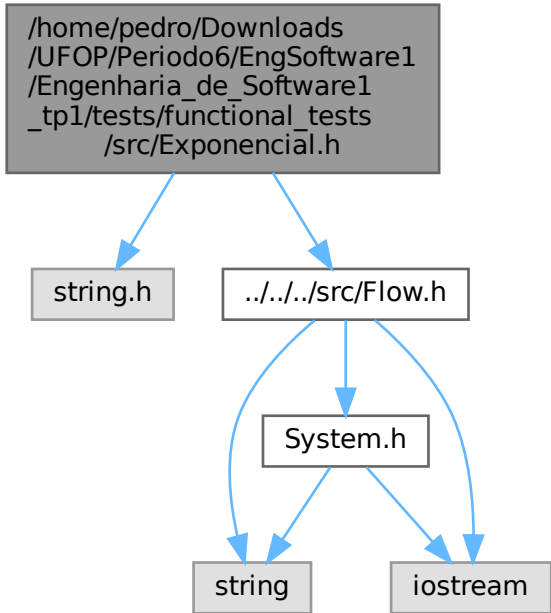 /home/pedro/Downloads
/UFOP/Periodo6/EngSoftware1
/Engenharia_de_Software1
_tp1/tests/functional_tests
/src/Exponencial.h
string.h
../../../src/Flow.h
System.h
string
iostream